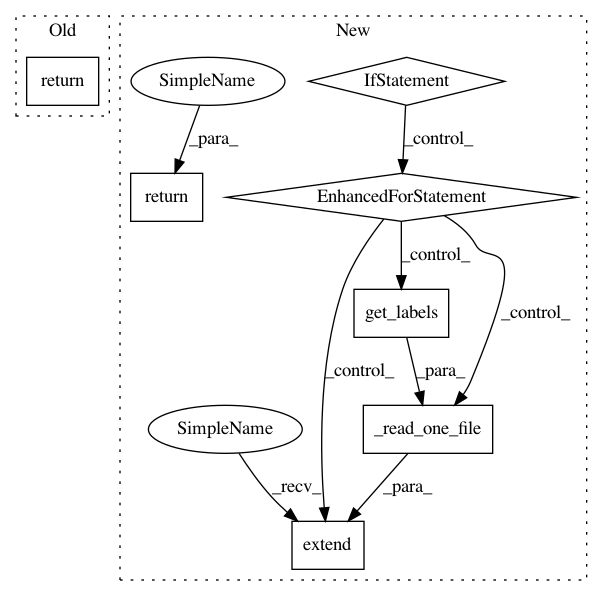 Old
New
return
SimpleName
IfStatement
_para_
_control_
return
EnhancedForStatement
_control_
get_labels
_control_
_control_
_para_
SimpleName
_read_one_file
_recv_
_para_
extend